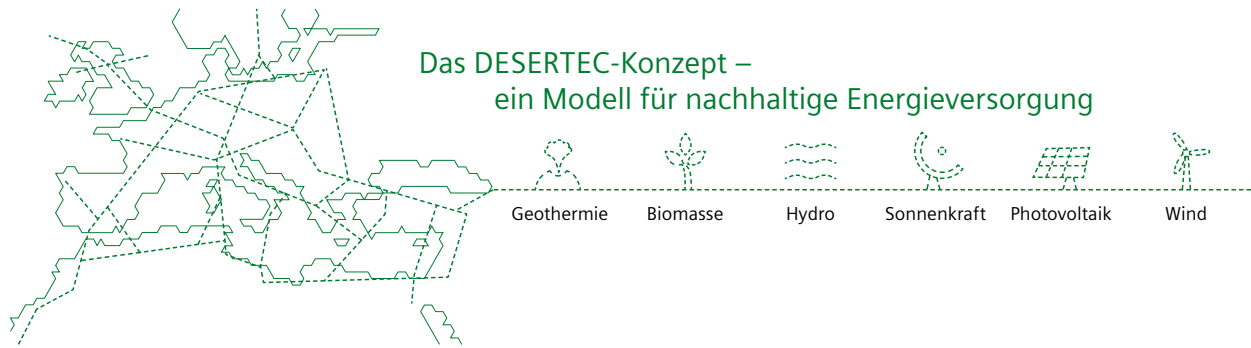 Das DESERTEC-Konzept –
ein Modell für nachhaltige Energieversorgung
Geothermie Biomasse Hydro Sonnenkraft Photovoltaik Wind